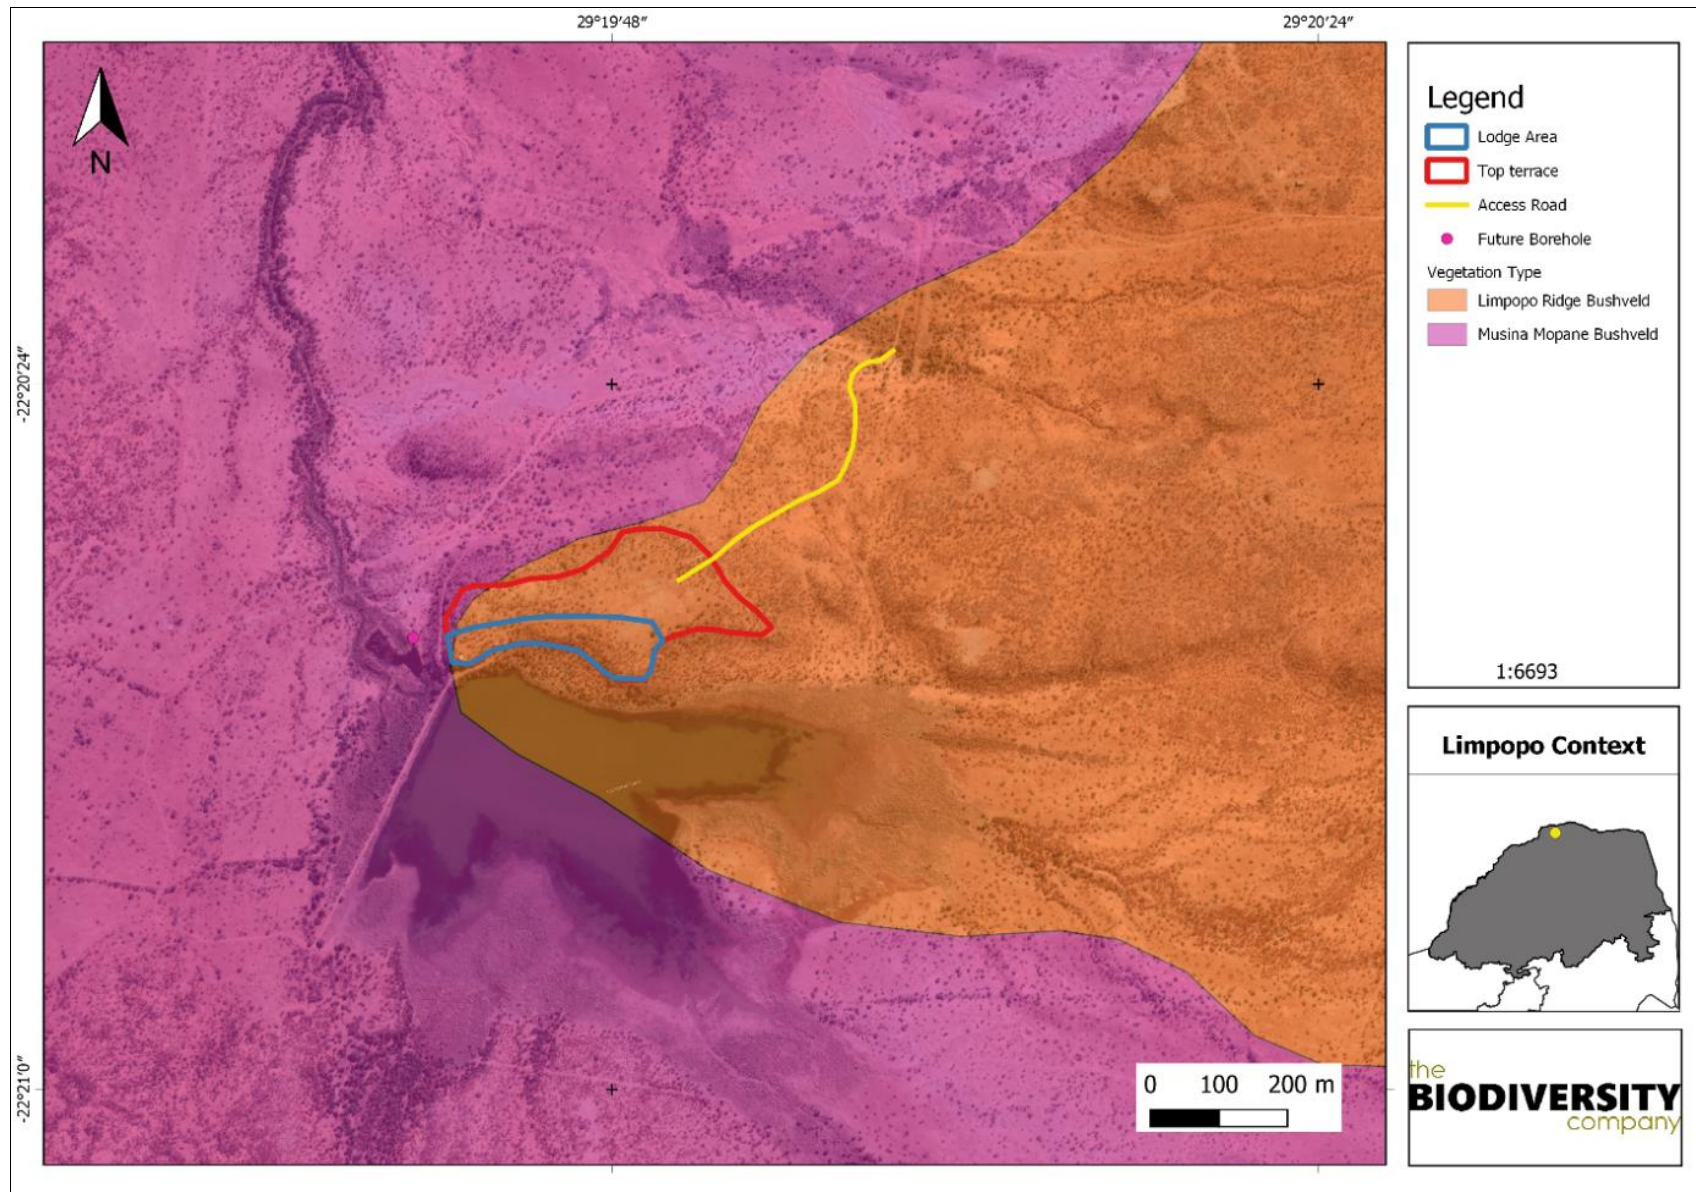 29°19'48"
29°20'24"
-22°20'24"
-22°21'0"
N
Legend
Lodge Area
Top terrace
Access Road
Future Borehole
Vegetation Type
Limpopo Ridge Bushveld
Musina Mopane Bushveld
1:6693
Limpopo Context
0 100 200 m
the
BIODIVERSITY
company